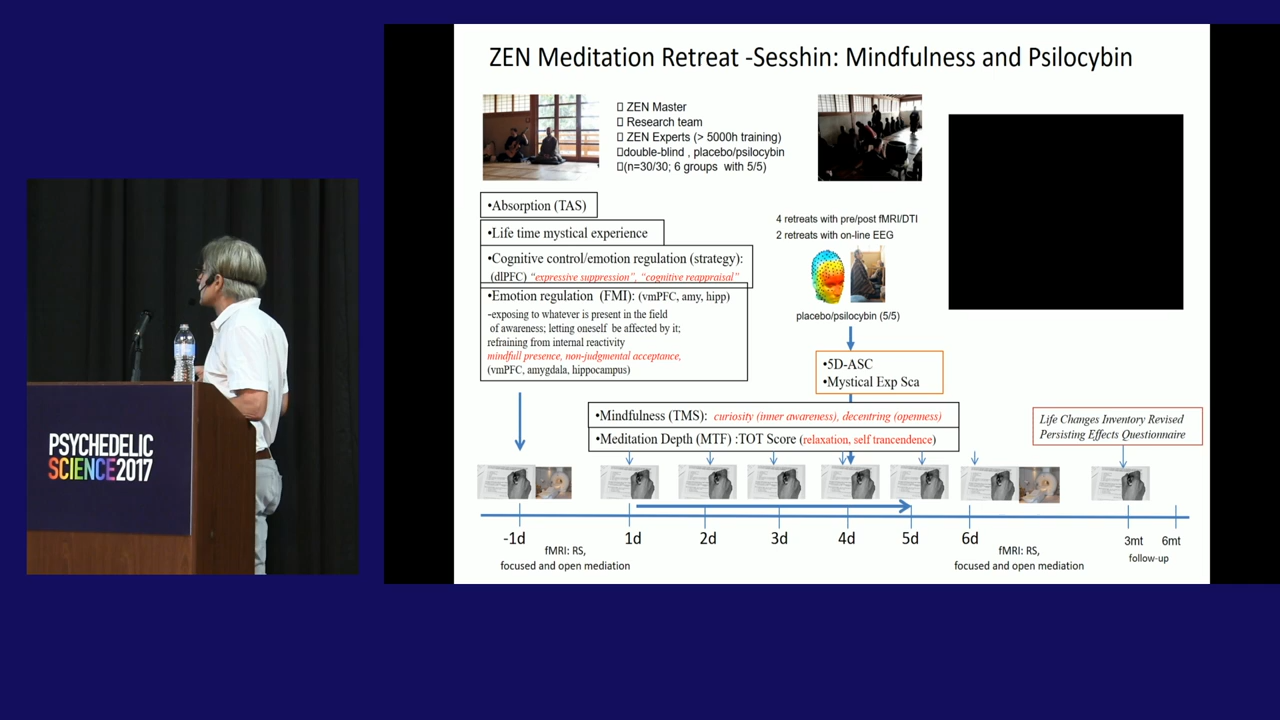 ZEN Meditation Retreat -Sesshin: Mindfulness and Psilocybin
ZEN Master
Research team
ZEN Experts (> 5000h training)
double-blind , placebo/psilocybin
(n=30/30; 6 groups with 5/5)
•Absorption (TAS)
•Life time mystical experience
•Cognitive control/emotion regulation (strategy):
(dlPFC) “expressive suppression”, “cognitive reappraisal”
•Emotion regulation (FMI): (vmPFC, amy, hipp)
-exposing to whatever is present in the field
of awareness; letting oneself be affected by it;
refraining from internal reactivity
mindfull presence, non-judgmental acceptance,
(vmPFC, amygdala, hippocampus)
4 retreats with pre/post fMRI/DTI
2 retreats with on-line EEG
placebo/psilocybin (5/5)
•5D-ASC
•Mystical Exp Sca
•Mindfulness (TMS): curiosity (inner awareness), decentring (openness)
•Meditation Depth (MTF) :TOT Score (relaxation, self trancendence)
Life Changes Inventory Revised
Persisting Effects Questionnaire
-1d
1d
2d
3d
4d
5d
6d
3mt
6mt
fMRI: RS,
focused and open mediation
fMRI: RS,
focused and open mediation
follow-up
PSYCHEDELIC
SCIENCE2017